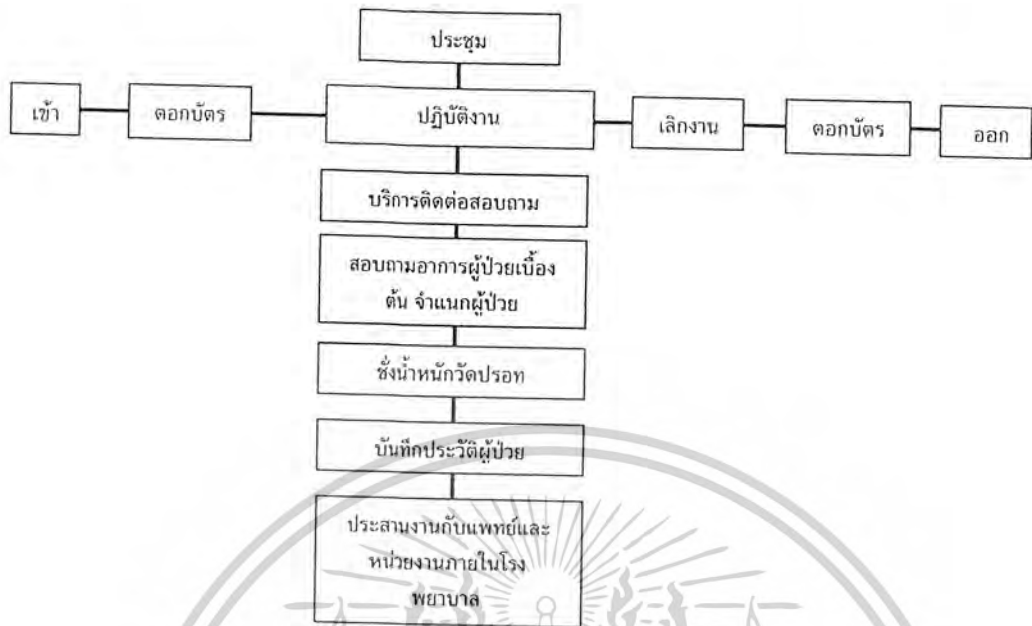 ประชุม
เข้า
ตอกบัตร
ปฏิบัติงาน
เลิกงาน
ตอกบัตร
ออก
บริการติดต่อสอบถาม
สอบถามอาการผู้ป่วยเบื้อง
ต้น จำแนกผู้ป่วย
ชั่งน้ำหนักวัดปรอท
บันทึกประวัติผู้ป่วย
ประสานงานกับแพทย์และ
หน่วยงานภายในโรง
พยาบาล